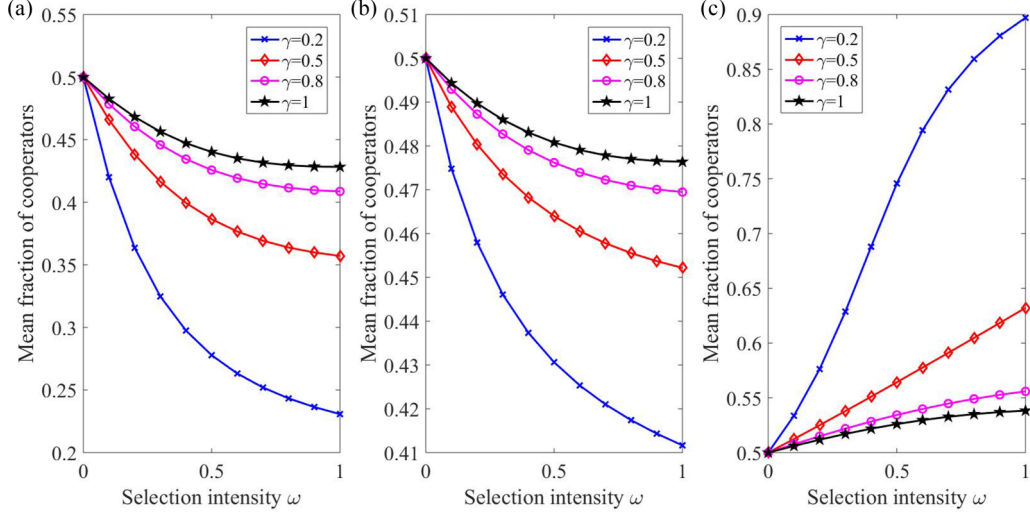 (a)
Mean fraction of cooperators
0.55
0.5
0.45
0.4
0.35
0.3
0.25
0.2
0
0.5
1
Selection intensity ω
γ=0.2
γ=0.5
γ=0.8
γ=1
(b)
Mean fraction of cooperators
0.51
0.5
0.49
0.48
0.47
0.46
0.45
0.44
0.43
0.42
0.41
0
0.5
1
Selection intensity ω
γ=0.2
γ=0.5
γ=0.8
γ=1
(c)
Mean fraction of cooperators
0.9
0.85
0.8
0.75
0.7
0.65
0.6
0.55
0.5
0.45
0
0.5
1
Selection intensity ω
γ=0.2
γ=0.5
γ=0.8
γ=1